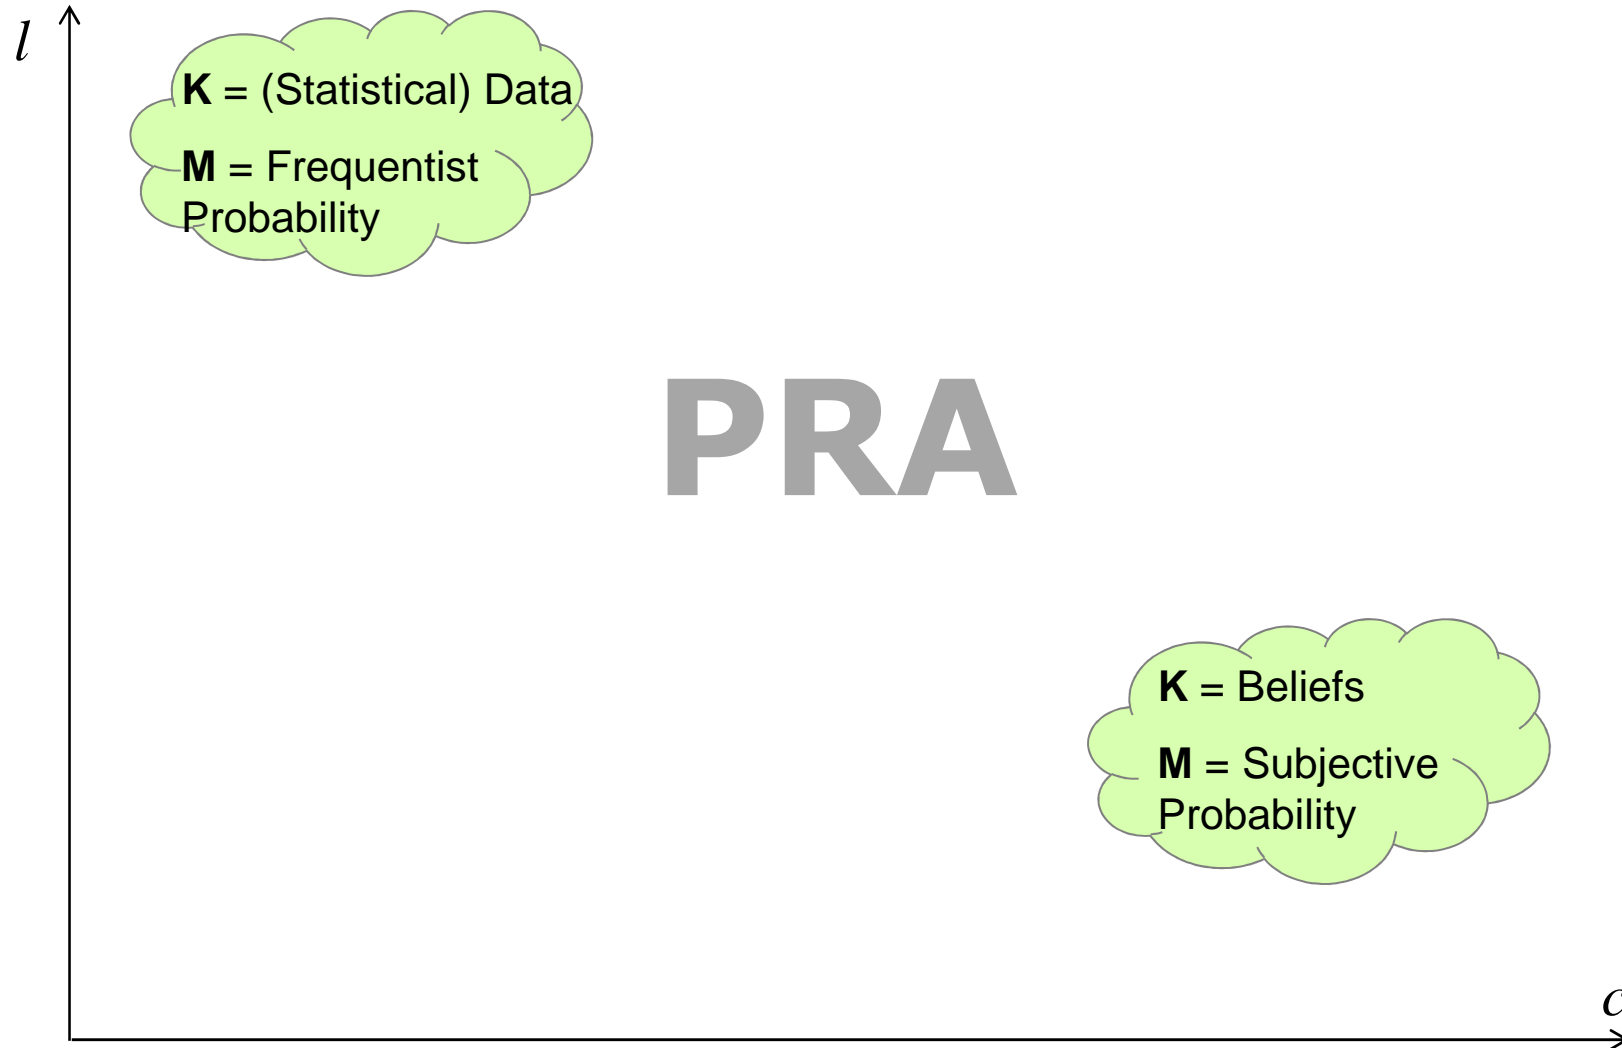 l
K = (Statistical) Data
M = Frequentist
Probability
PRA
K = Beliefs
M = Subjective
Probability
c